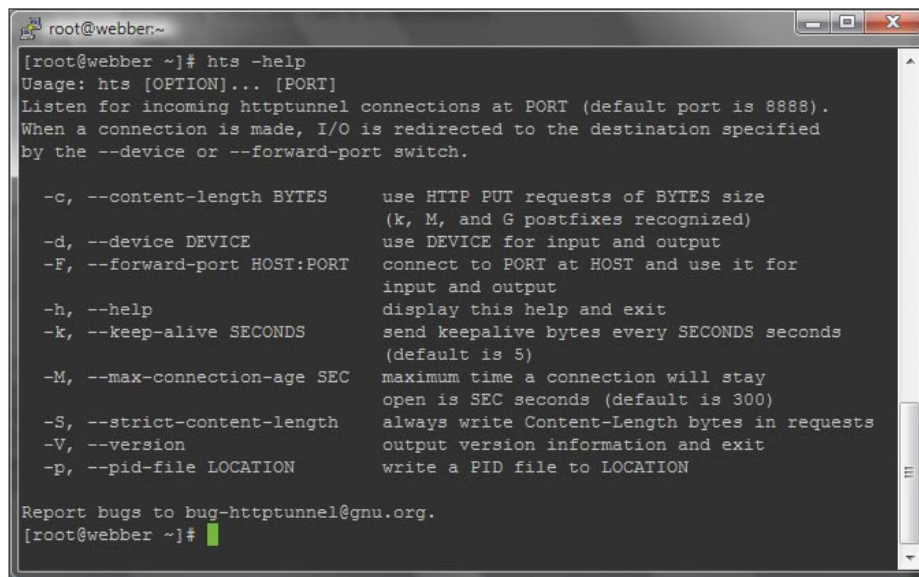 root@webber:~
[root@webber ~]# hts -help
Usage: hts [OPTION]... [PORT]
Listen for incoming httptunnel connections at PORT (default port is 8888).
When a connection is made, I/O is redirected to the destination specified
by the --device or --forward-port switch.
-c, --content-length BYTES use HTTP PUT requests of BYTES size
(k, M, and G postfixes recognized)
-d, --device DEVICE use DEVICE for input and output
-F, --forward-port HOST:PORT connect to PORT at HOST and use it for
input and output
-h, --help display this help and exit
-k, --keep-alive SECONDS send keepalive bytes every SECONDS seconds
(default is 5)
-M, --max-connection-age SEC maximum time a connection will stay
open is SEC seconds (default is 300)
-S, --strict-content-length always write Content-Length bytes in requests
-V, --version output version information and exit
-p, --pid-file LOCATION write a PID file to LOCATION
Report bugs to bug-httptunnel@gnu.org.
[root@webber ~]#